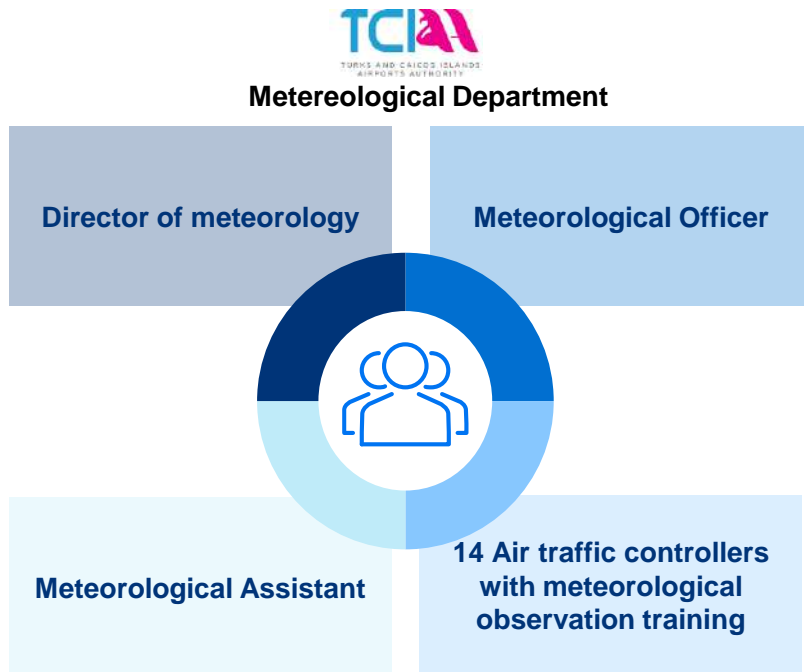 TCIAA
TURKS AND CAICOS ISLANDS
AIRPORTS AUTHORITY
Metereological Department
Director of meteorology
Meteorological Officer
Meteorological Assistant
14 Air traffic controllers
with meteorological
observation training